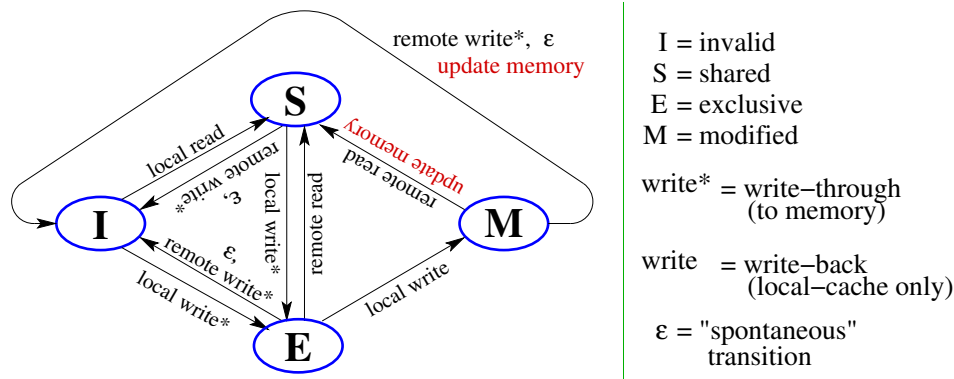 remote write*, ε
update memory
S
local read
remote write*
ε,
local write*
remote read
update memory
remote read
I
M
ε,
remote write*
local write*
local write
E
I = invalid
S = shared
E = exclusive
M = modified
write* = write−through
(to memory)
write = write−back
(local−cache only)
ε = "spontaneous"
transition